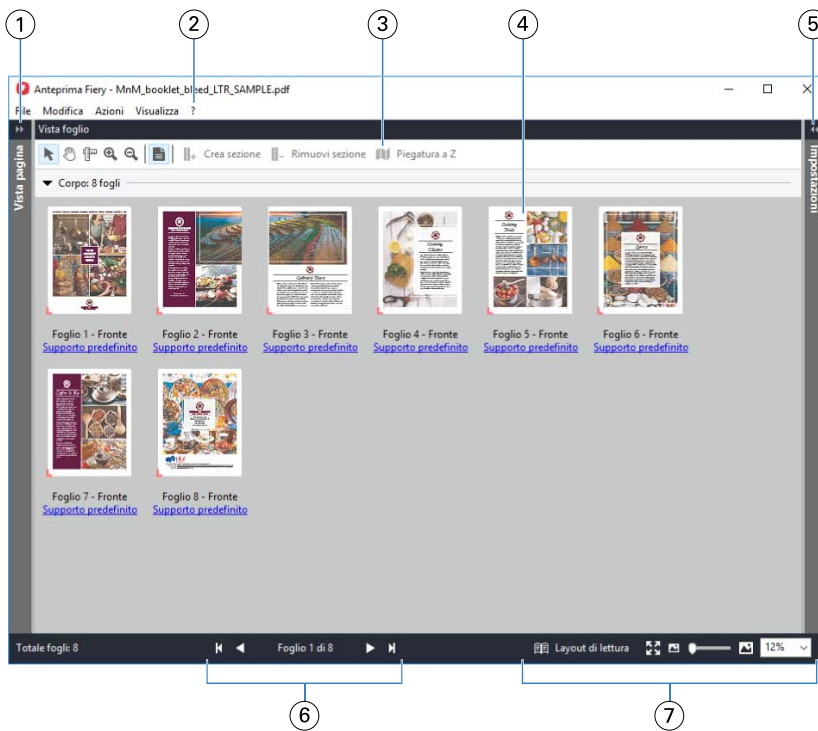 1
2
3
4
5
Anteprima Fiery - MnM_booklet_bleed_LTR_SAMPLE.pdf
File Modifica Azioni Visualizza ?
Vista foglio
Vista pagina
Impostazioni
Crea sezione Rimuovi sezione Piegatura a Z
Corpo: 8 fogli
Foglio 1 - Fronte
Supporto predefinito
Foglio 2 - Fronte
Supporto predefinito
Foglio 3 - Fronte
Supporto predefinito
Foglio 4 - Fronte
Supporto predefinito
Foglio 5 - Fronte
Supporto predefinito
Foglio 6 - Fronte
Supporto predefinito
Foglio 7 - Fronte
Supporto predefinito
Foglio 8 - Fronte
Supporto predefinito
Totale fogli: 8
Foglio 1 di 8
Layout di lettura
12%
6
7